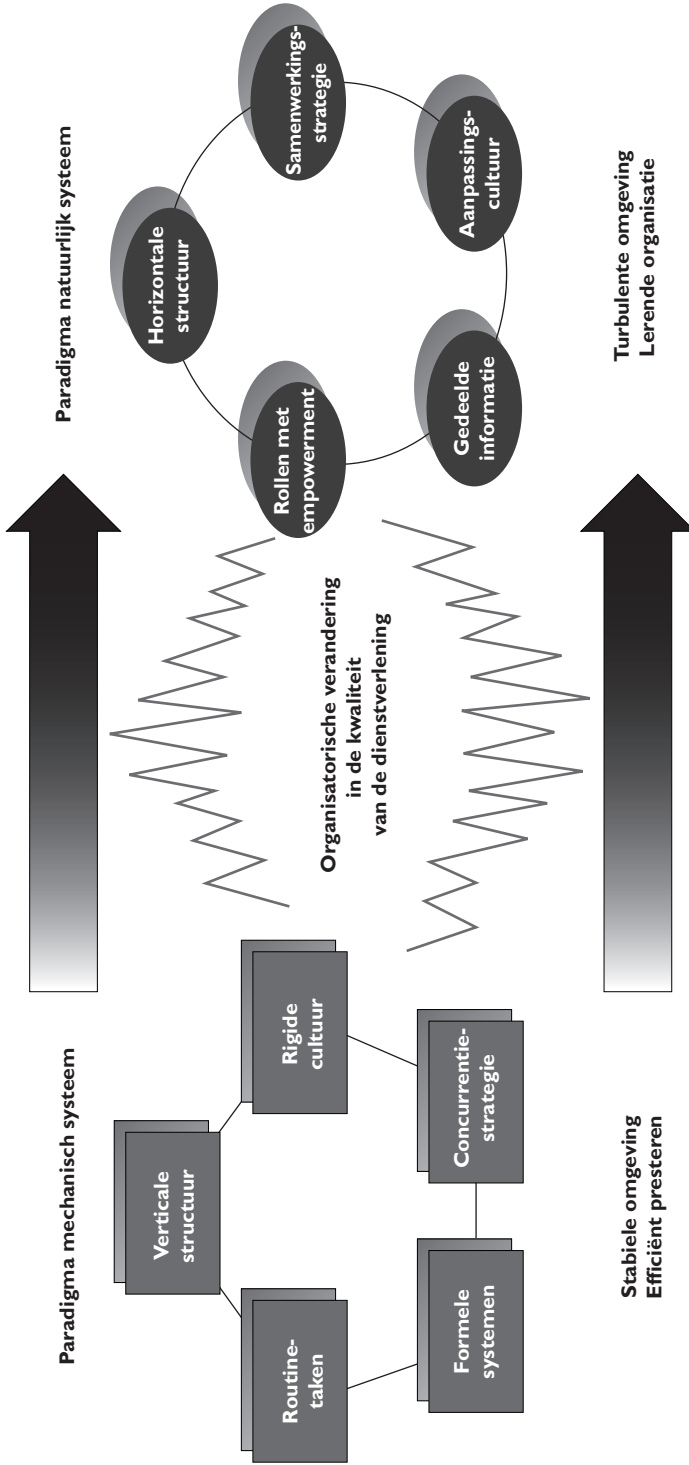 Paradigma mechanisch systeem
Paradigma natuurlijk systeem
Verticale
structuur
Routine-
taken
Rigide
cultuur
Formele
systemen
Concurrentie-
strategie
Organisatorische verandering
in de kwaliteit
van de dienstverlening
Horizontale
structuur
Rollen met
empowerment
Samenwerkings-
strategie
Gedeelde
informatie
Aanpassings-
cultuur
Stabiele omgeving
Efficiënt presteren
Turbulente omgeving
Lerende organisatie